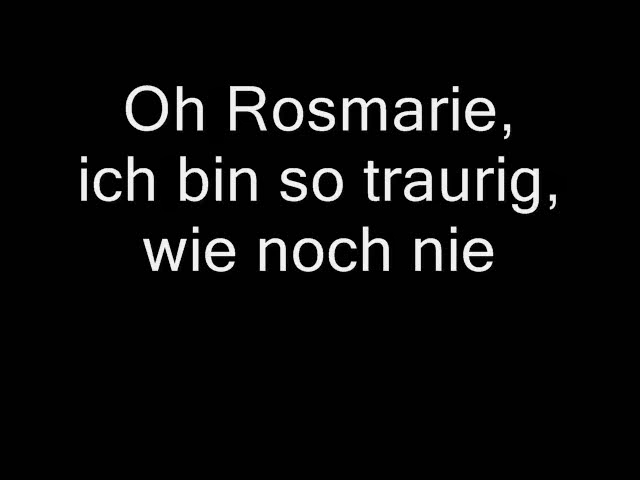 Oh Rosmarie,
ich bin so traurig,
wie noch nie